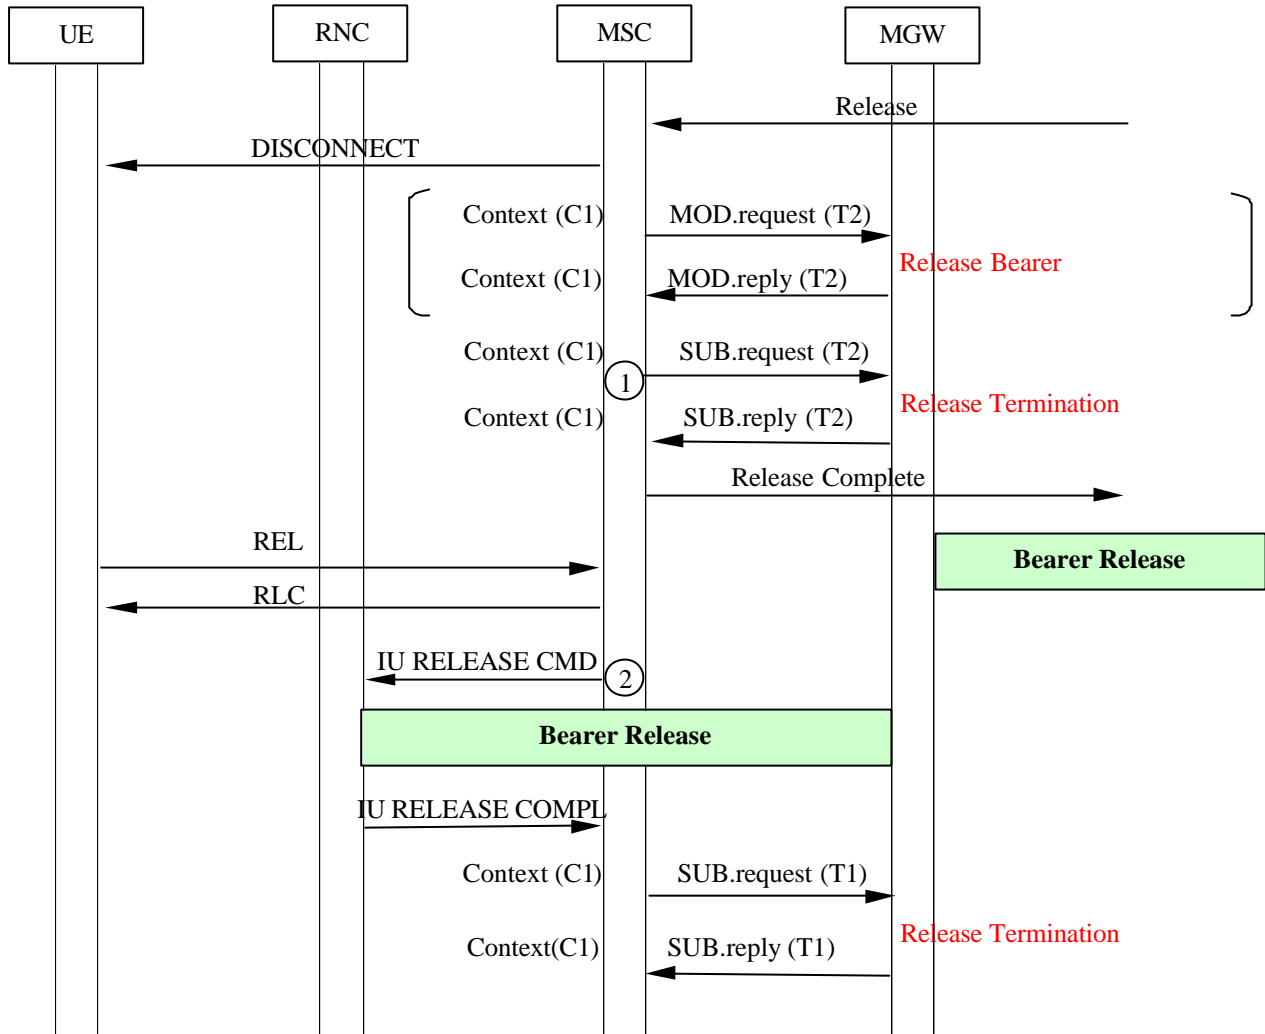 UE RNC MSC MGW
Release
DISCONNECT
Context (C1) MOD.request (T2)
Release Bearer
Context (C1) MOD.reply (T2)
Context (C1) SUB.request (T2)
1
Release Termination
Context (C1) SUB.reply (T2)
Release Complete
REL
Bearer Release
RLC
IU RELEASE CMD 2
Bearer Release
IU RELEASE COMPL
Context (C1) SUB.request (T1)
Release Termination
Context(C1) SUB.reply (T1)